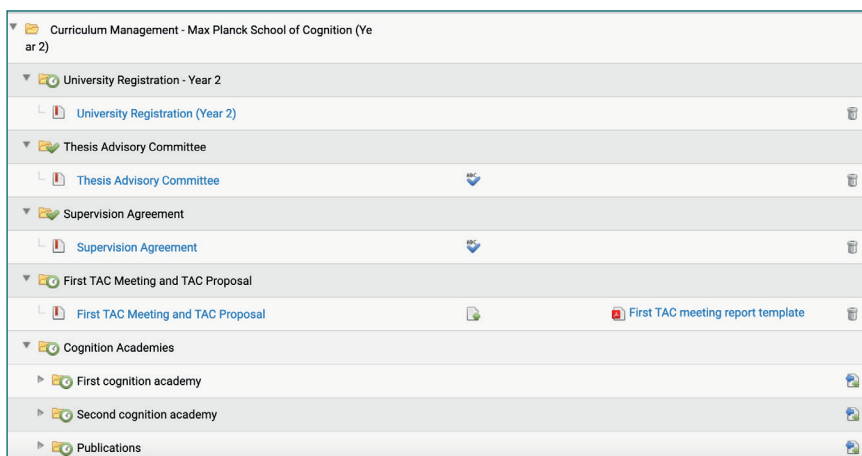 Curriculum Management - Max Planck School of Cognition (Ye
ar 2)
University Registration - Year 2
University Registration (Year 2)
Thesis Advisory Committee
Thesis Advisory Committee ABC
Supervision Agreement
Supervision Agreement ABC
First TAC Meeting and TAC Proposal
First TAC Meeting and TAC Proposal First TAC meeting report template
Cognition Academies
First cognition academy
Second cognition academy
Publications